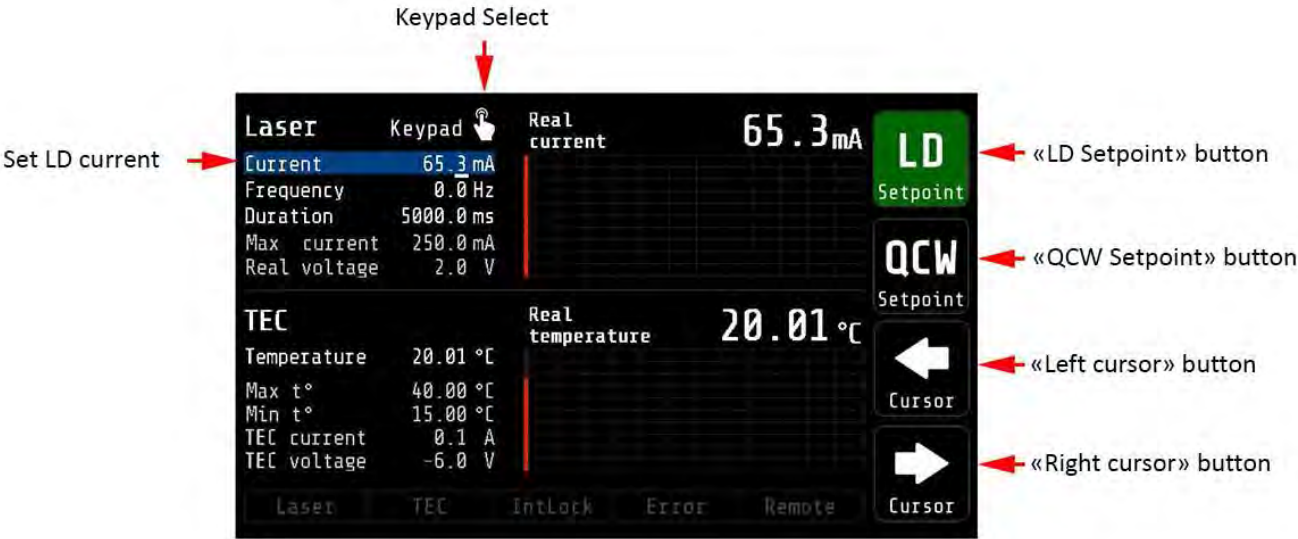 Keypad Select
Set LD current
Laser Keypad
Current 65.3 mA
Frequency 0.0 Hz
Duration 5000.0 ms
Max current 250.0 mA
Real voltage 2.0 V
Real
current
65.3 mA
TEC
Temperature 20.01 °C
Max t° 40.00 °C
Min t° 15.00 °C
TEC current 0.1 A
TEC voltage -6.0 V
Real
temperature
20.01 °C
Laser TEC IntLock Error Remote
LD
Setpoint
QCW
Setpoint
Cursor
Cursor
«LD Setpoint» button
«QCW Setpoint» button
«Left cursor» button
«Right cursor» button